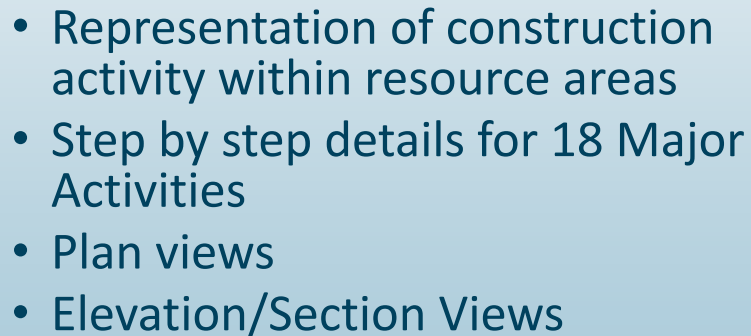 • Representation of construction
activity within resource areas
• Step by step details for 18 Major
Activities
• Plan views
• Elevation/Section Views